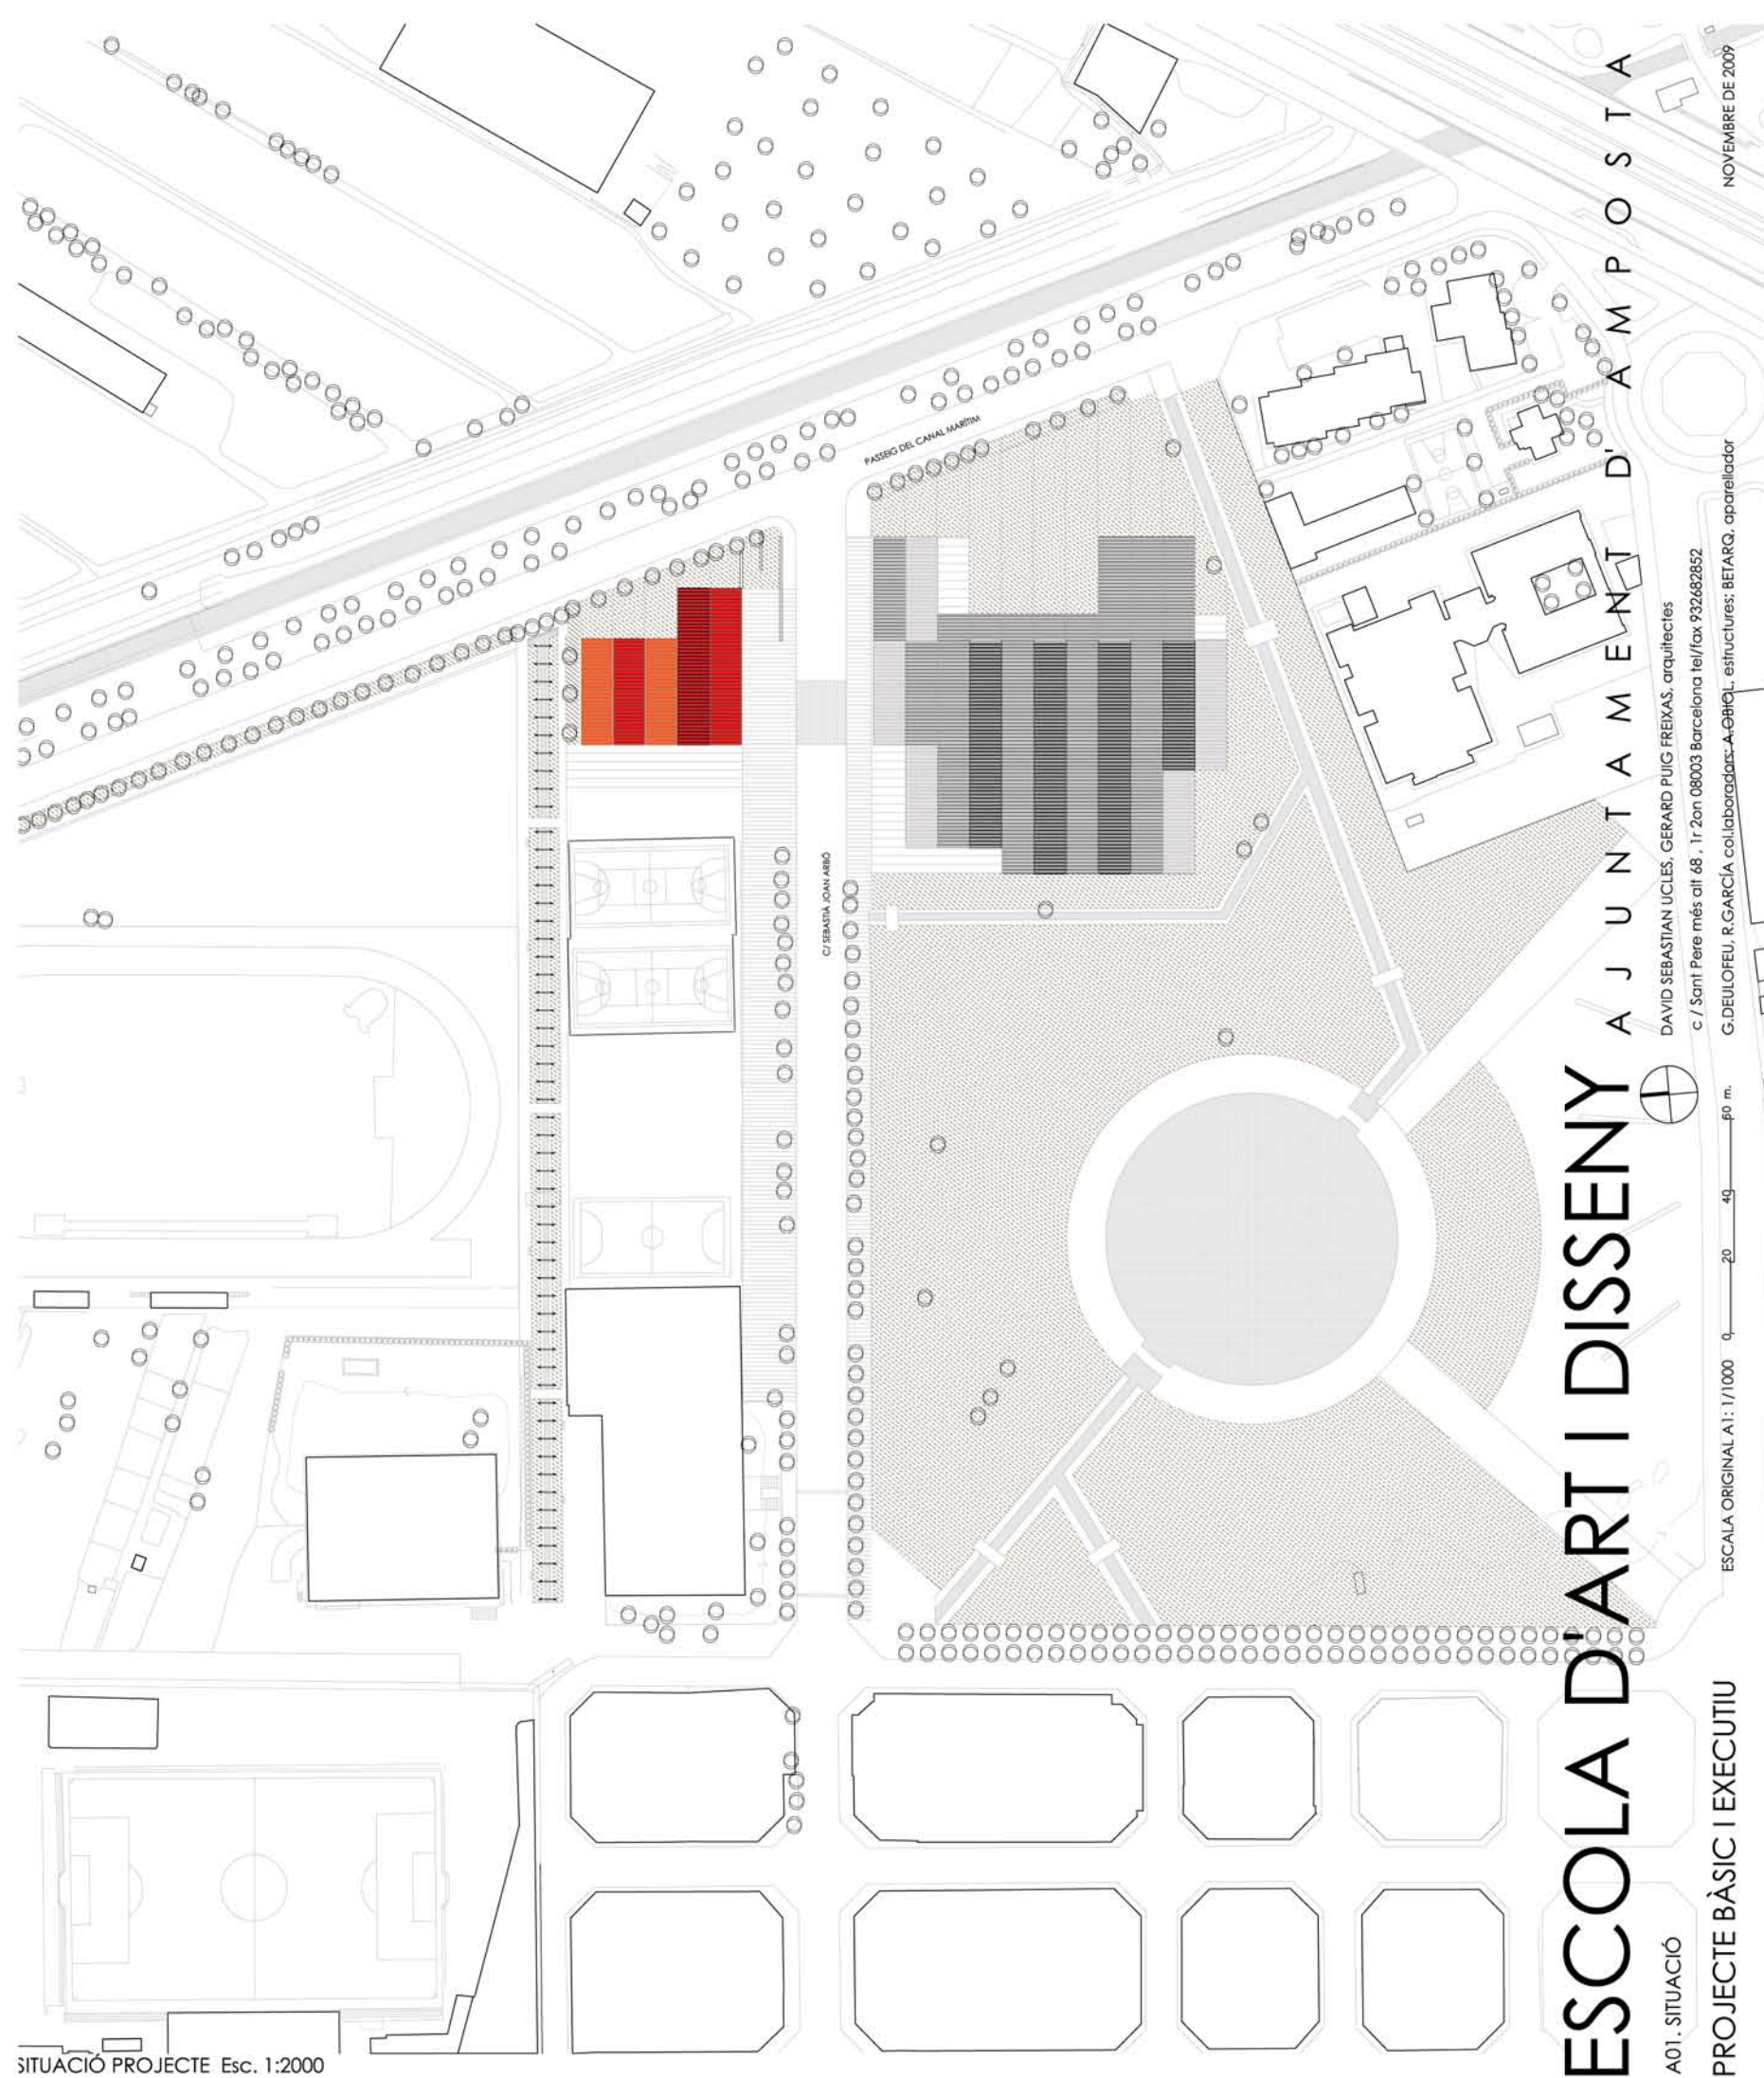 PASSEIG DEL CANAL MARÍTIM
C/ SEBASTIÀ JOAN ARBÓ
SITUACIÓ PROJECTE Esc. 1:2000
ESCOLA D'ART I DISSENY
AJUNTAMENT D'AMPOSTA
A01. SITUACIÓ
DAVID SEBASTIAN UCLES, GERARD PUIG FREIXAS, arquitectes
c / Sant Pere més alt 68 , 1r 2on 08003 Barcelona tel/fax 932682852
PROJECTE BÀSIC I EXECUTIU
ESCALA ORIGINAL A1: 1/1000
0 20 40 60 m.
G.DEULOFEU, R.GARCÍA col.laboradors; A.OBIOL, estructures; BETARQ, aparellador
NOVEMBRE DE 2009